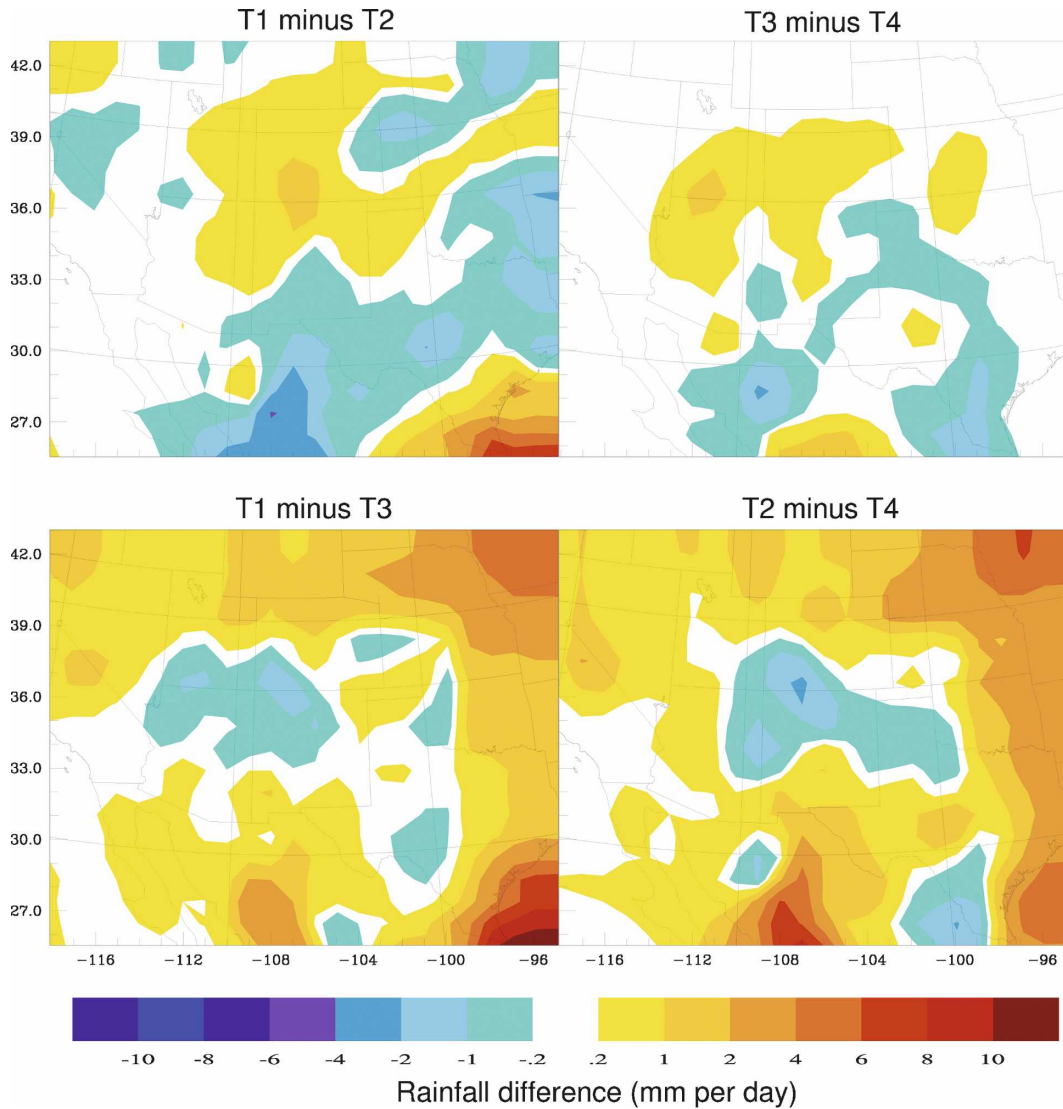 T1 minus T2
T3 minus T4
42.0
39.0
36.0
33.0
30.0
27.0
T1 minus T3
T2 minus T4
42.0
39.0
36.0
33.0
30.0
27.0
-116 -112 -108 -104 -100 -96
-116 -112 -108 -104 -100 -96
-10 -8 -6 -4 -2 -1 -.2
.2 1 2 4 6 8 10
Rainfall difference (mm per day)